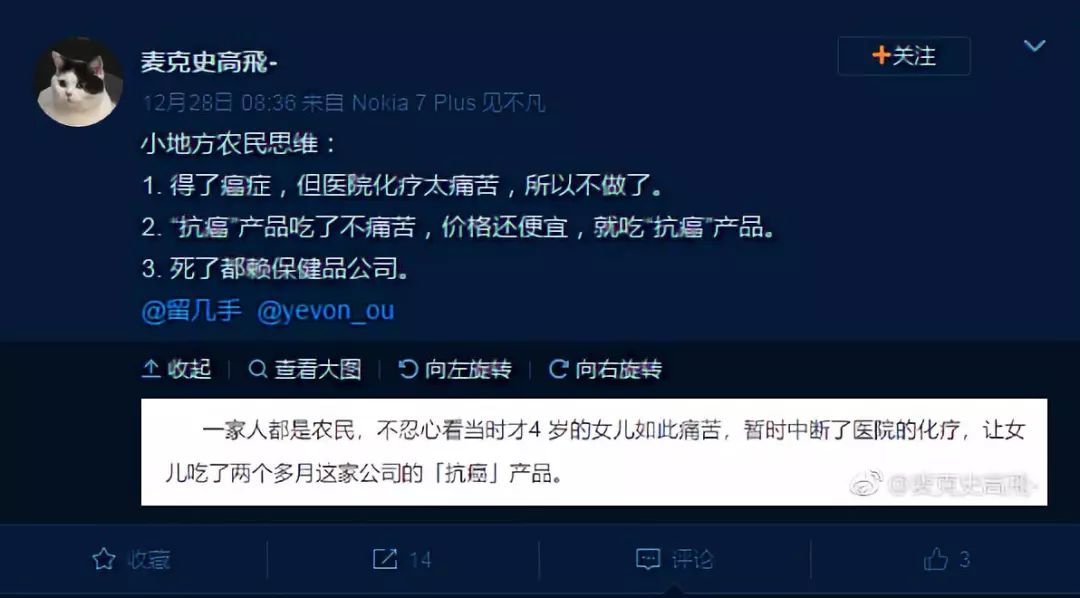 麦克史高飛-
+关注
12月28日 08:36 来自 Nokia 7 Plus 见不凡
小地方农民思维：
1. 得了癌症，但医院化疗太痛苦，所以不做了。
2. “抗癌”产品吃了不痛苦，价格还便宜，就吃“抗癌”产品。
3. 死了都赖保健品公司。
@留几手 @yevon_ou
收起 查看大图 向左旋转 向右旋转
一家人都是农民，不忍心看当时才4 岁的女儿如此痛苦，暂时中断了医院的化疗，让女
儿吃了两个多月这家公司的「抗癌」产品。
@麦克史高飛-
收藏 14 评论 3